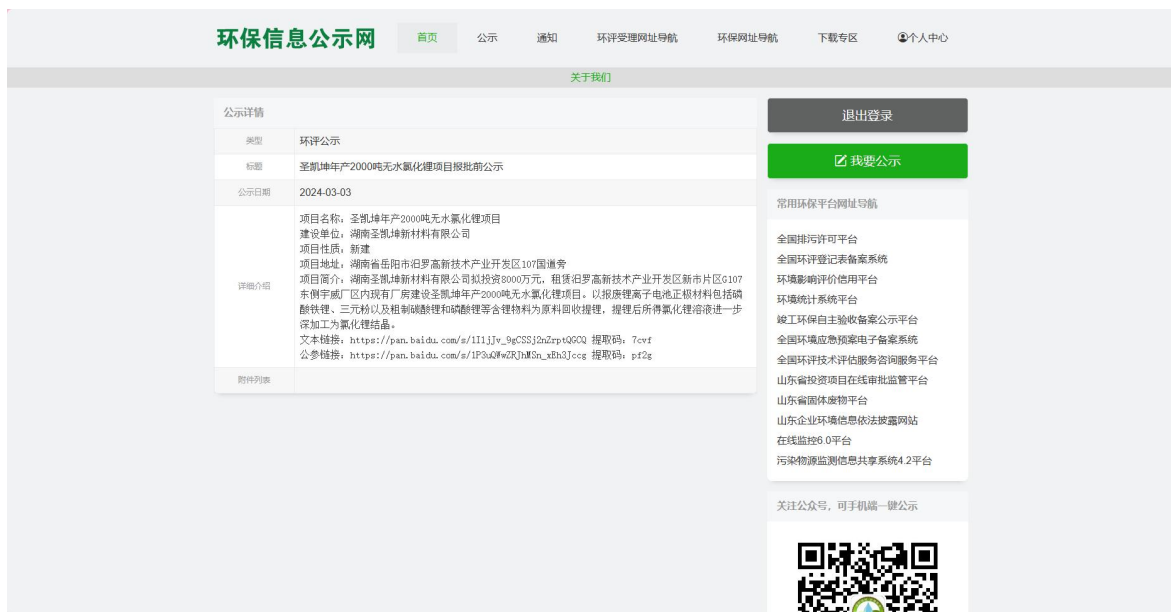 环保信息公示网
首页
公示
通知
环评受理网址导航
环保网址导航
下载专区
个人中心
关于我们
公示详情
类型
环评公示
标题
圣凯坤年产2000吨无水氯化锂项目报批前公示
公示日期
2024-03-03
详细介绍
项目名称：圣凯坤年产2000吨无水氯化锂项目
建设单位：湖南圣凯坤新材料有限公司
项目性质：新建
项目地址：湖南省岳阳市汨罗高新技术产业开发区107国道旁
项目简介：湖南圣凯坤新材料有限公司拟投资8000万元，租赁汨罗高新技术产业开发区新市片区G107
东侧宇威厂区内现有厂房建设圣凯坤年产2000吨无水氯化锂项目。以报废锂离子电池正极材料包括磷
酸铁锂、三元粉以及粗制碳酸锂和磷酸锂等含锂物料为原料回收提锂，提锂后所得氯化锂溶液进一步
深加工为氯化锂结晶。
文本链接：https://pan.baidu.com/s/1I1jJv_9gCSSj2nZrptQGCQ 提取码：7cvf
公参链接：https://pan.baidu.com/s/1P3uQWwZRJhMSn_xEh3Jccg 提取码：pf2g
附件列表
退出登录
我要公示
常用环保平台网址导航
全国排污许可平台
全国环评登记表备案系统
环境影响评价信用平台
环境统计系统平台
竣工环保自主验收备案公示平台
全国环境应急预案电子备案系统
全国环评技术评估服务咨询服务平台
山东省投资项目在线审批监管平台
山东省固体废物平台
山东企业环境信息依法披露网站
在线监控6.0平台
污染物源监测信息共享系统4.2平台
关注公众号，可手机端一键公示